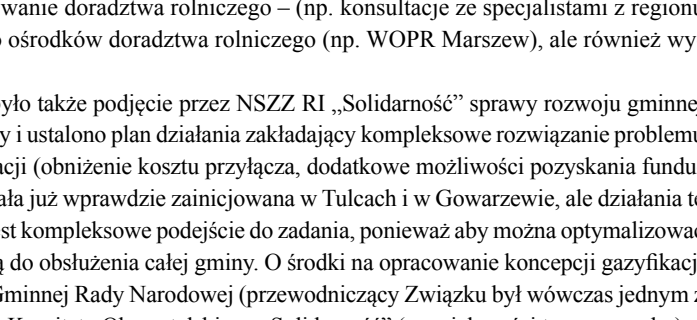 wanie doradztwa rolniczego – (np. konsultacje ze specjalistami z regionu
o ośrodków doradztwa rolniczego (np. WOPR Marszew), ale również wy
yło także podjęcie przez NSZZ RI „Solidarność” sprawy rozwoju gminnej
y i ustalono plan działania zakładający kompleksowe rozwiązanie problemu
acji (obniżenie kosztu przyłącza, dodatkowe możliwości pozyskania fundu
ała już wprawdzie zainicjowana w Tulcach i w Gowarzewie, ale działania te
st kompleksowe podejście do zadania, ponieważ aby można optymalizować
ą do obsłużenia całej gminy. O środki na opracowanie koncepcji gazyfikacj
Gminnej Rady Narodowej (przewodniczący Związku był wówczas jednym z